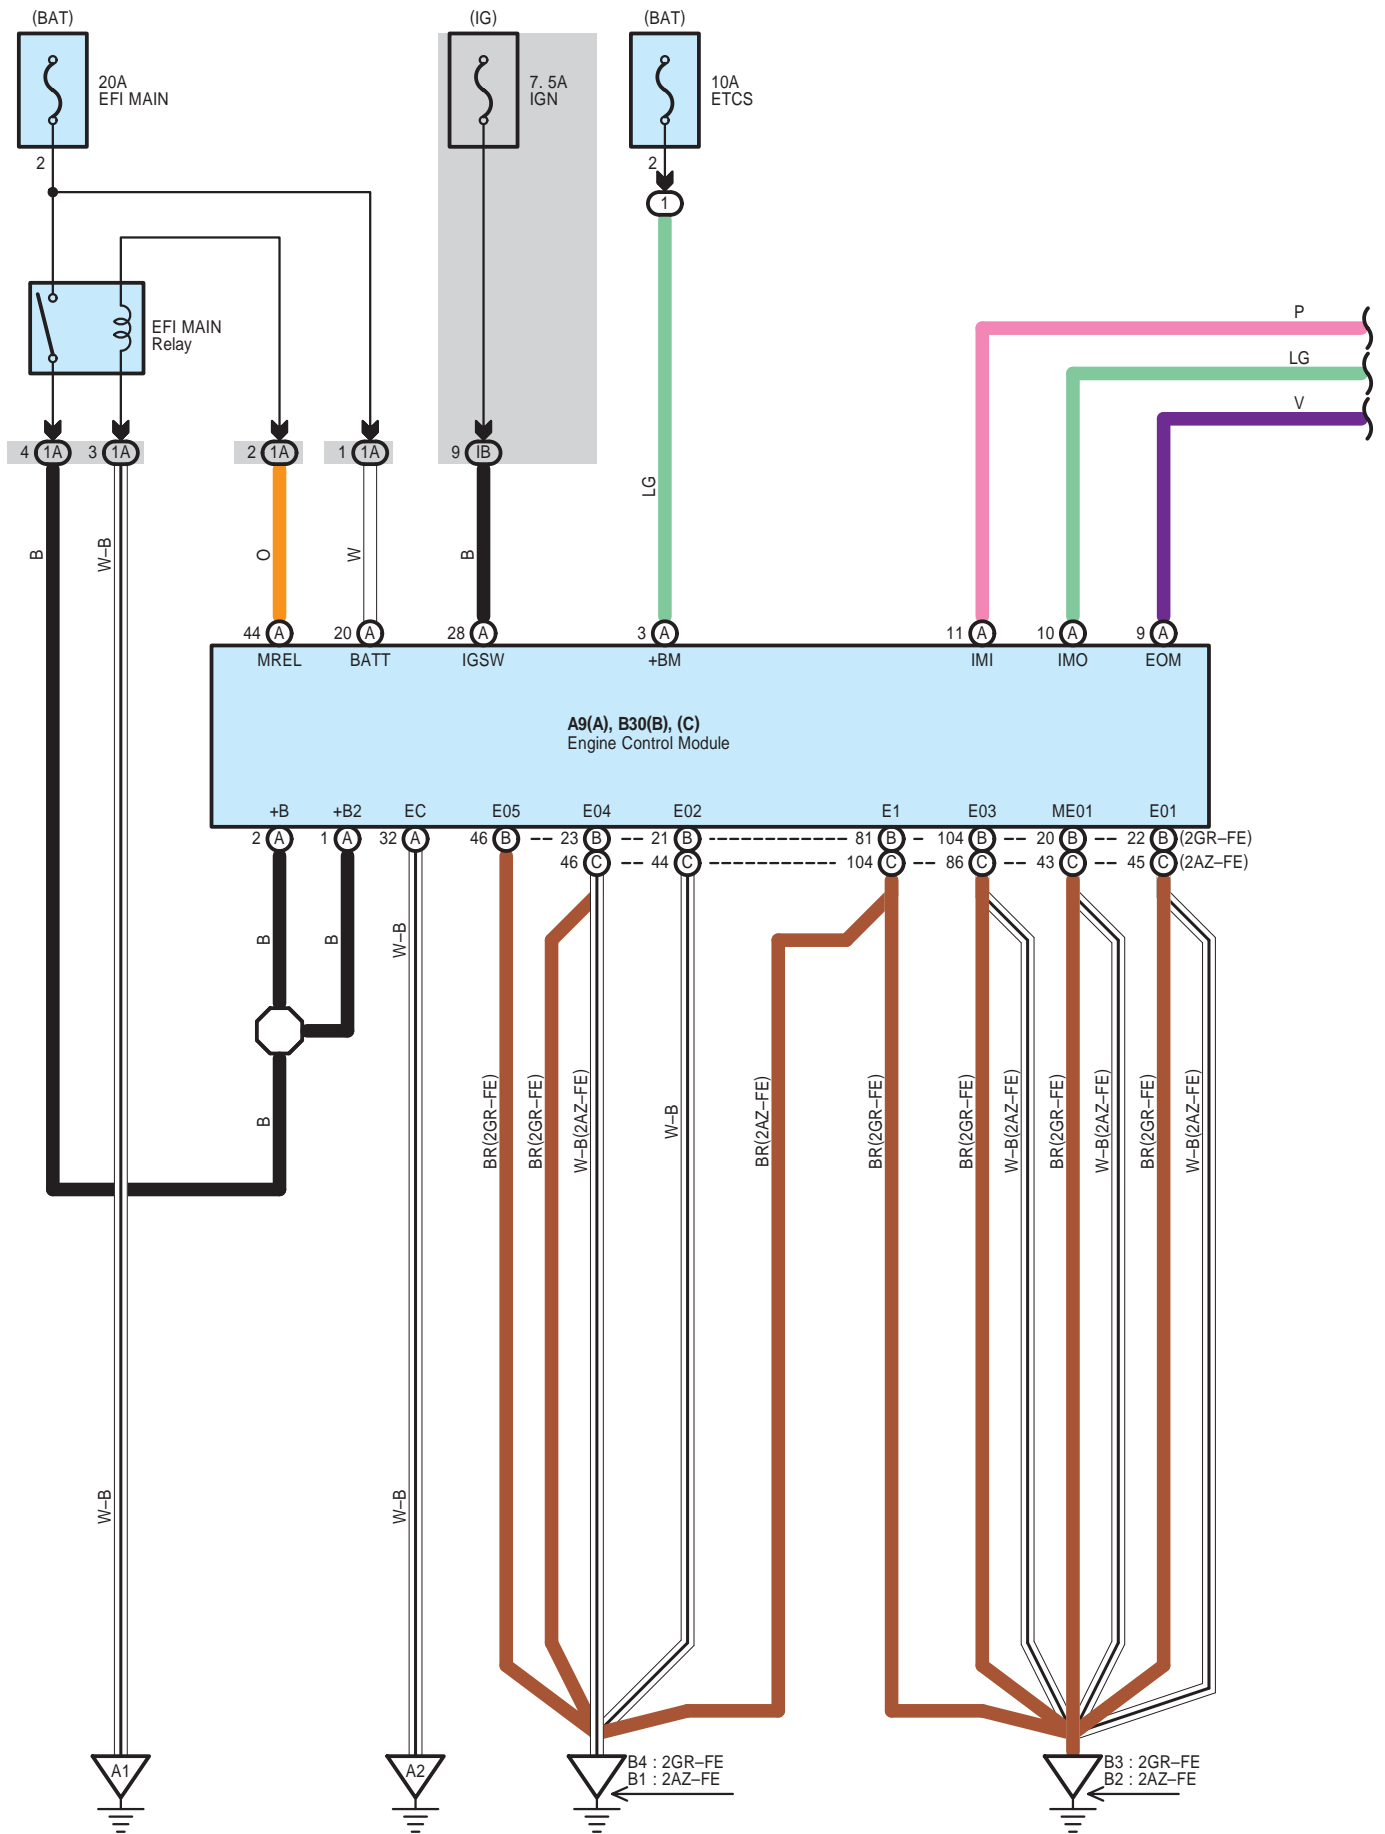 (BAT) (IG) (BAT)
20A
EFI MAIN
7. 5A
IGN
10A
ETCS
2 2
1
EFI MAIN
Relay
P
LG
V
4 1A 3 1A 2 1A 1 1A 9 IB
B W–B O W B LG
44 A 20 A 28 A 3 A 11 A 10 A 9 A
MREL BATT IGSW +BM IMI IMO EOM
A9(A), B30(B), (C)
Engine Control Module
+B +B2 EC E05 E04 E02 E1 E03 ME01 E01
2 A 1 A 32 A 46 B 23 B 21 B 81 B 104 B 20 B 22 B (2GR–FE)
46 C 44 C 104 C 86 C 43 C 45 C (2AZ–FE)
B B W–B
B BR(2GR–FE) BR(2GR–FE) W–B(2AZ–FE) W–B BR(2AZ–FE) BR(2GR–FE) BR(2GR–FE) W–B(2AZ–FE) BR(2GR–FE) W–B(2AZ–FE) BR(2GR–FE) W–B(2AZ–FE)
W–B W–B
A1 A2
B4 : 2GR–FE
B1 : 2AZ–FE
B3 : 2GR–FE
B2 : 2AZ–FE